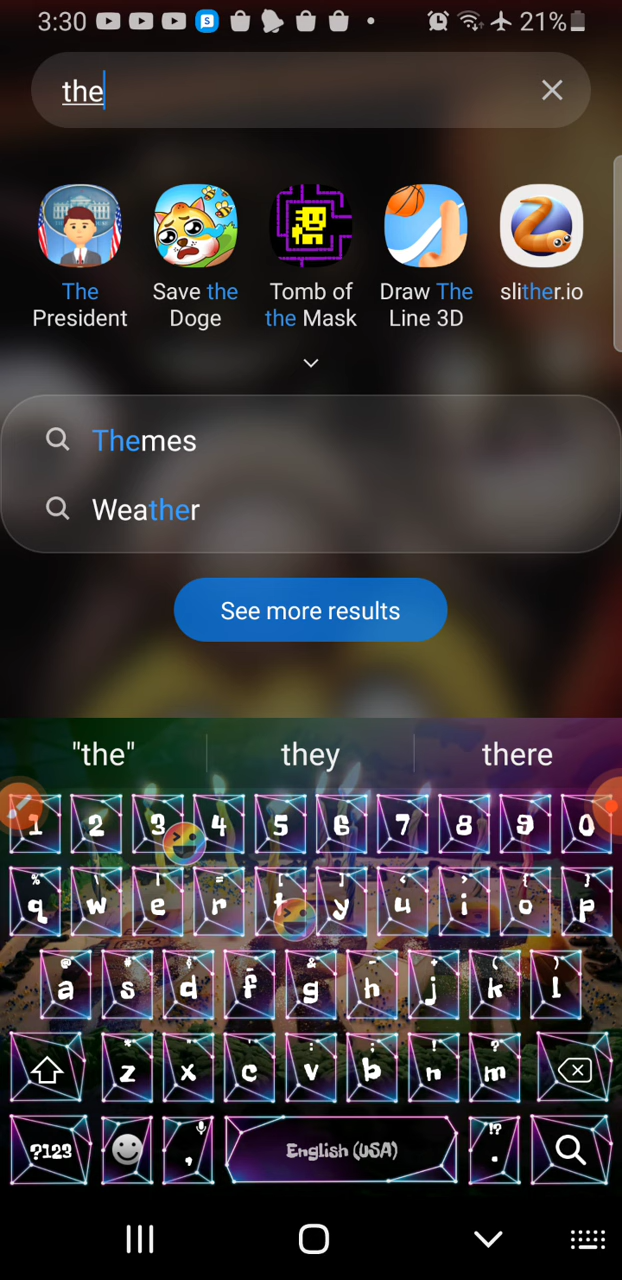 3:30 21%
the
The President
Save the Doge
Tomb of the Mask
Draw The Line 3D
slither.io
Themes
Weather
See more results
"the" they there
1 2 3 4 5 6 7 8 9 0
q w e r t y u i o p
a s d f g h j k l
z x c v b n m
?123 , English (USA) !? .